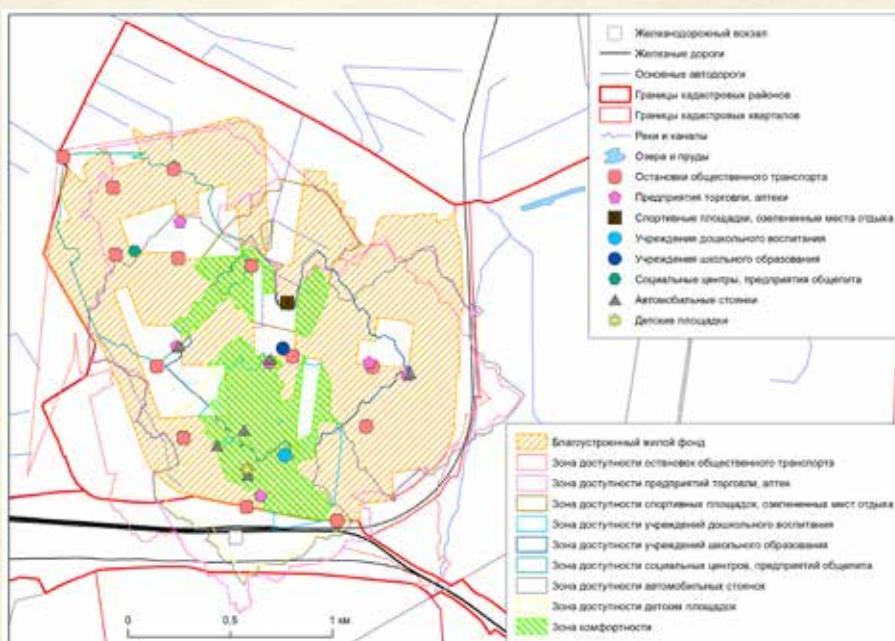 Железнодорожный вокзал
Железные дороги
Основные автодороги
Границы кадастровых районов
Границы кадастровых кварталов
Реки и каналы
Озера и пруды
Остановки общественного транспорта
Предприятия торговли, аптеки
Спортивные площадки, озелененные места отдыха
Учреждения дошкольного воспитания
Учреждения школьного образования
Социальные центры, предприятия общепита
Автомобильные стоянки
Детские площадки
Благоустроенный жилой фонд
Зона доступности остановок общественного транспорта
Зона доступности предприятий торговли, аптек
Зона доступности спортивных площадок, озелененных мест отдыха
Зона доступности учреждений дошкольного воспитания
Зона доступности учреждений школьного образования
Зона доступности социальных центров, предприятий общепита
Зона доступности автомобильных стоянок
Зона доступности детских площадок
Зона комфортности
0 0,5 1 км